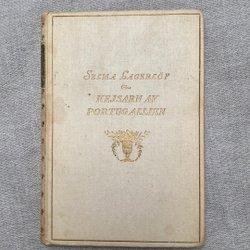 SELMA LAGERLÖF
KEJSARN AV
PORTUGALLIEN